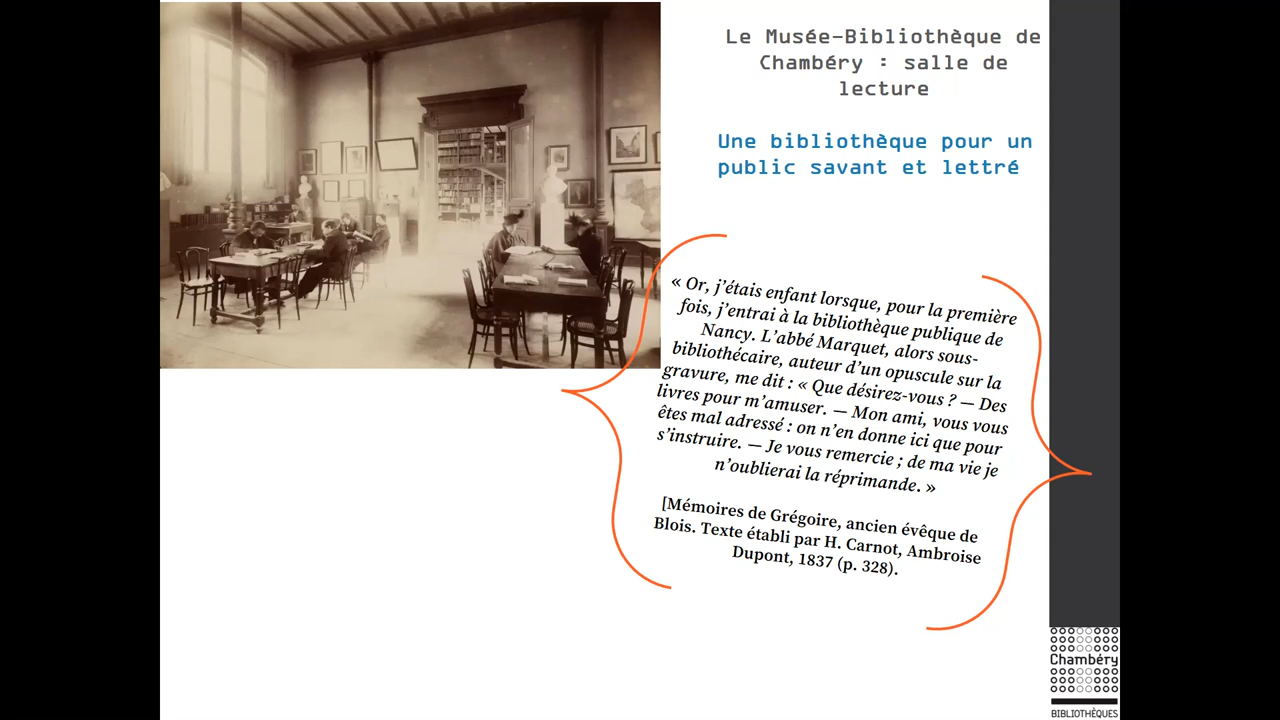 Le Musée-Bibliothèque de
Chambéry : salle de
lecture
Une bibliothèque pour un
public savant et lettré
« Or, j’étais enfant lorsque, pour la première
fois, j’entrai à la bibliothèque publique de
Nancy. L’abbé Marquet, alors sous-
bibliothécaire, auteur d’un opuscule sur la
gravure, me dit : « Que désirez-vous ? — Des
livres pour m’amuser. — Mon ami, vous vous
êtes mal adressé : on n’en donne ici que pour
s’instruire. — Je vous remercie ; de ma vie je
n’oublierai la réprimande. »
[Mémoires de Grégoire, ancien évêque de
Blois. Texte établi par H. Carnot, Ambroise
Dupont, 1837 (p. 328).
Chambéry
BIBLIOTHÈQUES